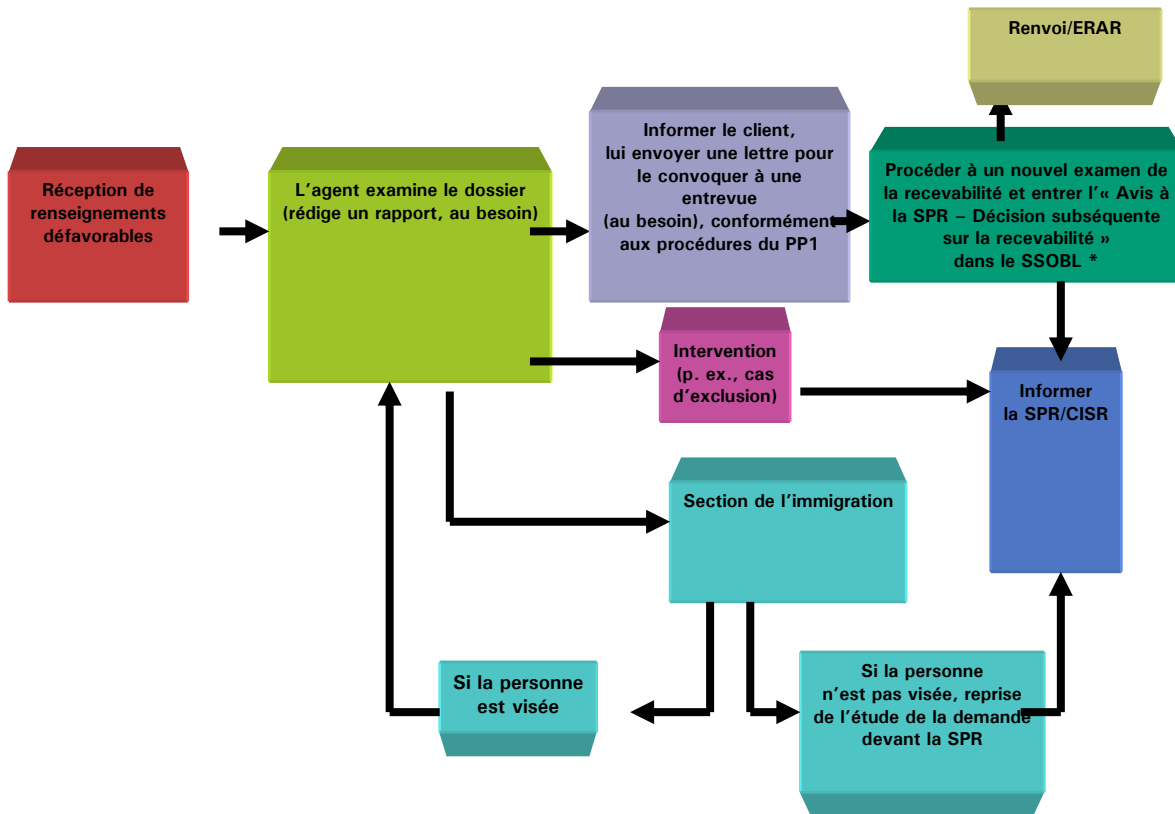 Renvoi/ERAR
Réception de
renseignements
défavorables
L'agent examine le dossier
(rédige un rapport, au besoin)
Informer le client,
lui envoyer une lettre pour
le convoquer à une
entrevue
(au besoin), conformément
aux procédures du PP1
Procéder à un nouvel examen de
la recevabilité et entrer l'« Avis à
la SPR – Décision subséquente
sur la recevabilité »
dans le SSOBL *
Intervention
(p. ex., cas
d'exclusion)
Informer
la SPR/CISR
Section de l'immigration
Si la personne
est visée
Si la personne
n'est pas visée, reprise
de l'étude de la demande
devant la SPR